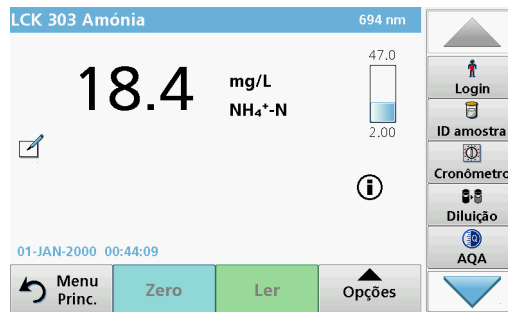 LCK 303 Amónia 694 nm
47.0
18.4 mg/L
NH₄⁺-N
2.00
01-JAN-2000 00:44:09
Menu Princ.
Zero
Ler
Opções
Login
ID amostra
Cronômetro
Diluição
AQA